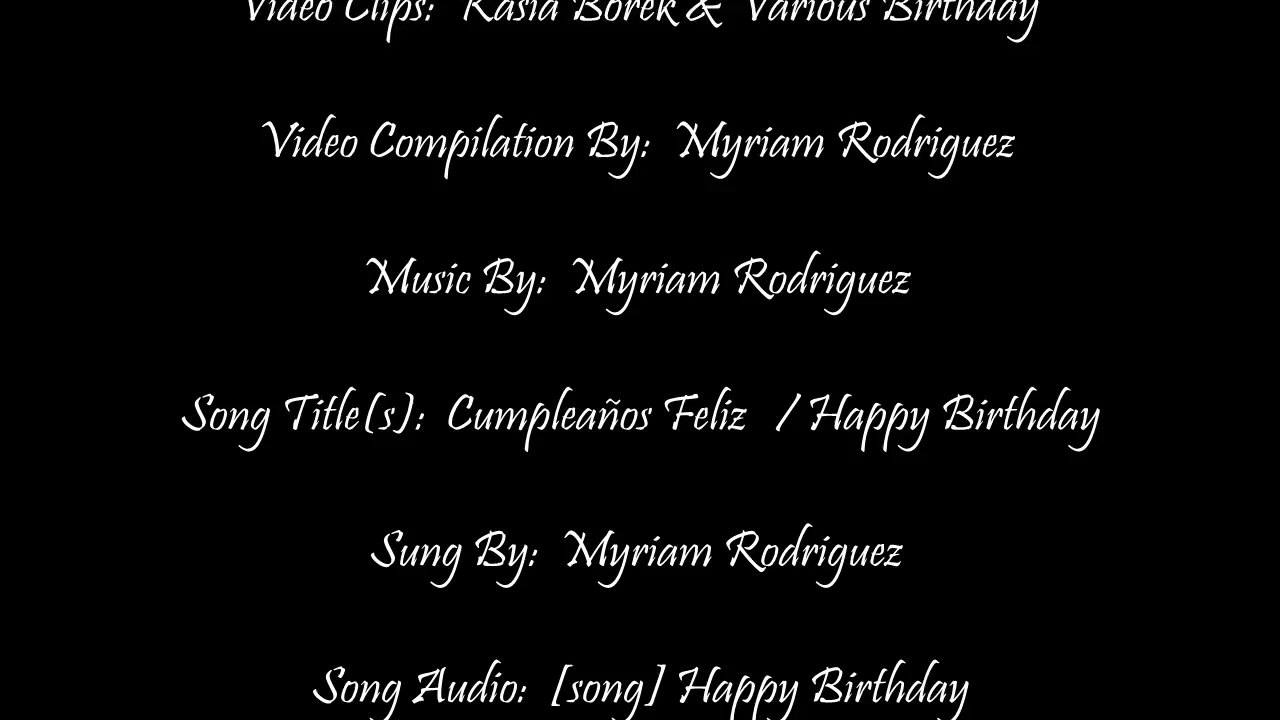 Video Clips: Kasia Borek & Various Birthday
Video Compilation By: Myriam Rodriguez
Music By: Myriam Rodriguez
Song Title(s): Cumpleaños Feliz / Happy Birthday
Sung By: Myriam Rodriguez
Song Audio: [song] Happy Birthday